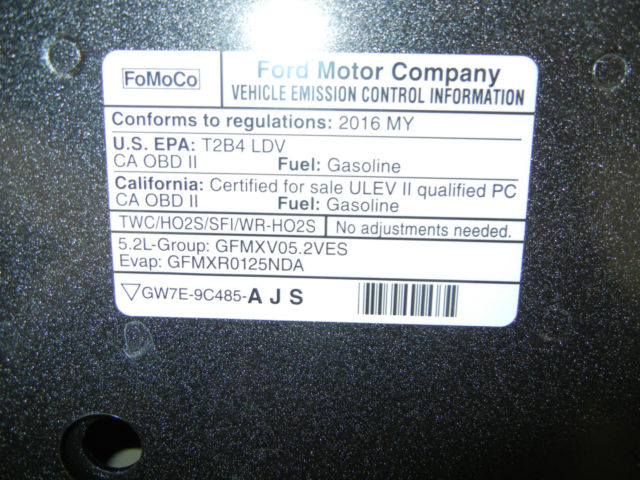 FoMoCo
Ford Motor Company
VEHICLE EMISSION CONTROL INFORMATION
Conforms to regulations: 2016 MY
U.S. EPA: T2B4 LDV
CA OBD II Fuel: Gasoline
California: Certified for sale ULEV II qualified PC
CA OBD II Fuel: Gasoline
TWC/HO2S/SFI/WR-HO2S No adjustments needed.
5.2L-Group: GFMXV05.2VES
Evap: GFMXR0125NDA
GW7E-9C485-AJS